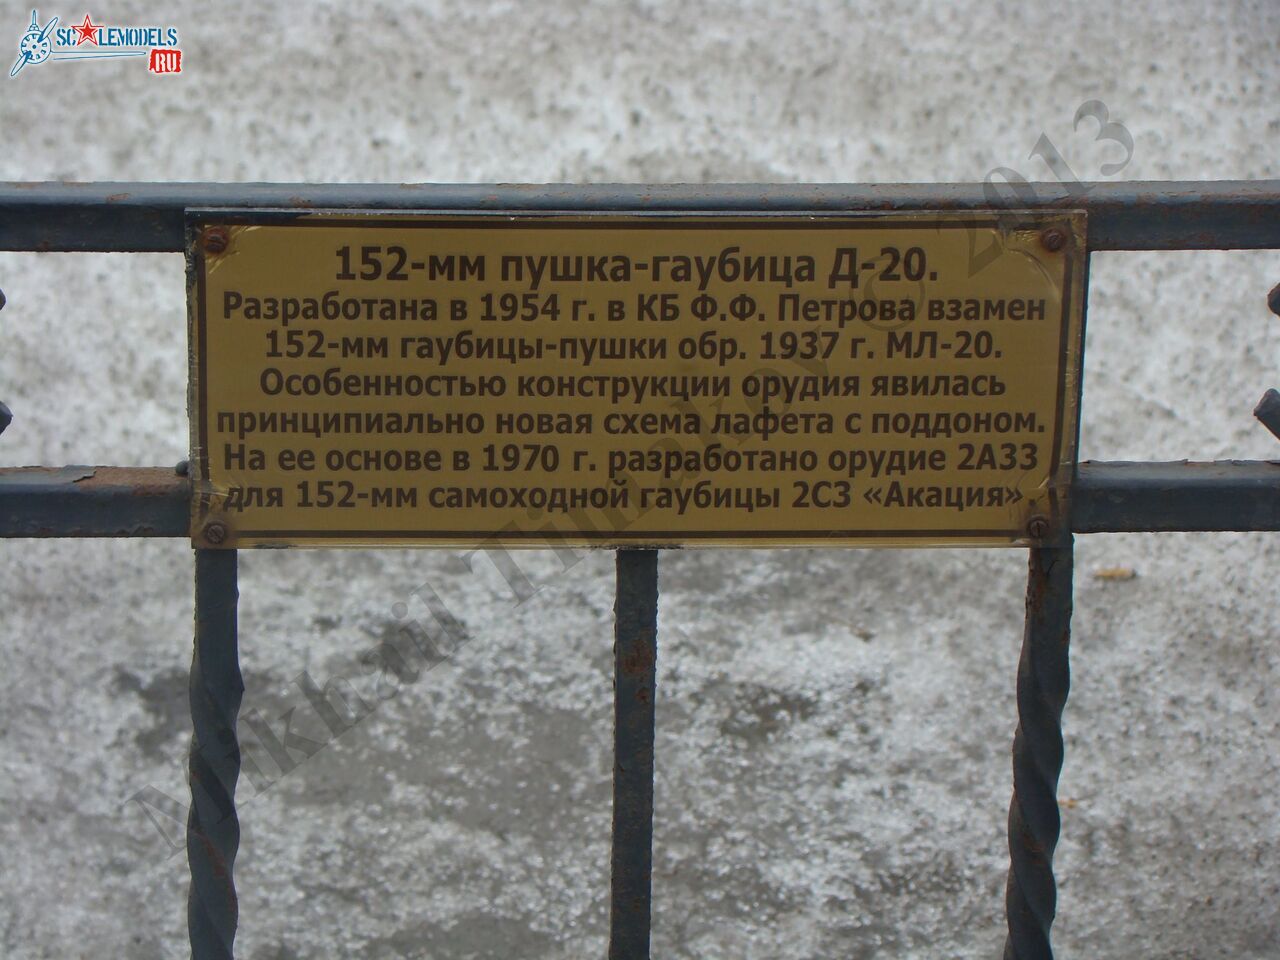 SCALEMODELS
RU
152-мм пушка-гаубица Д-20.
Разработана в 1954 г. в КБ Ф.Ф. Петрова взамен
152-мм гаубицы-пушки обр. 1937 г. МЛ-20.
Особенностью конструкции орудия явилась
принципиально новая схема лафета с поддоном.
На ее основе в 1970 г. разработано орудие 2А33
для 152-мм самоходной гаубицы 2С3 «Акация»
Mikhail Timakov © 2013